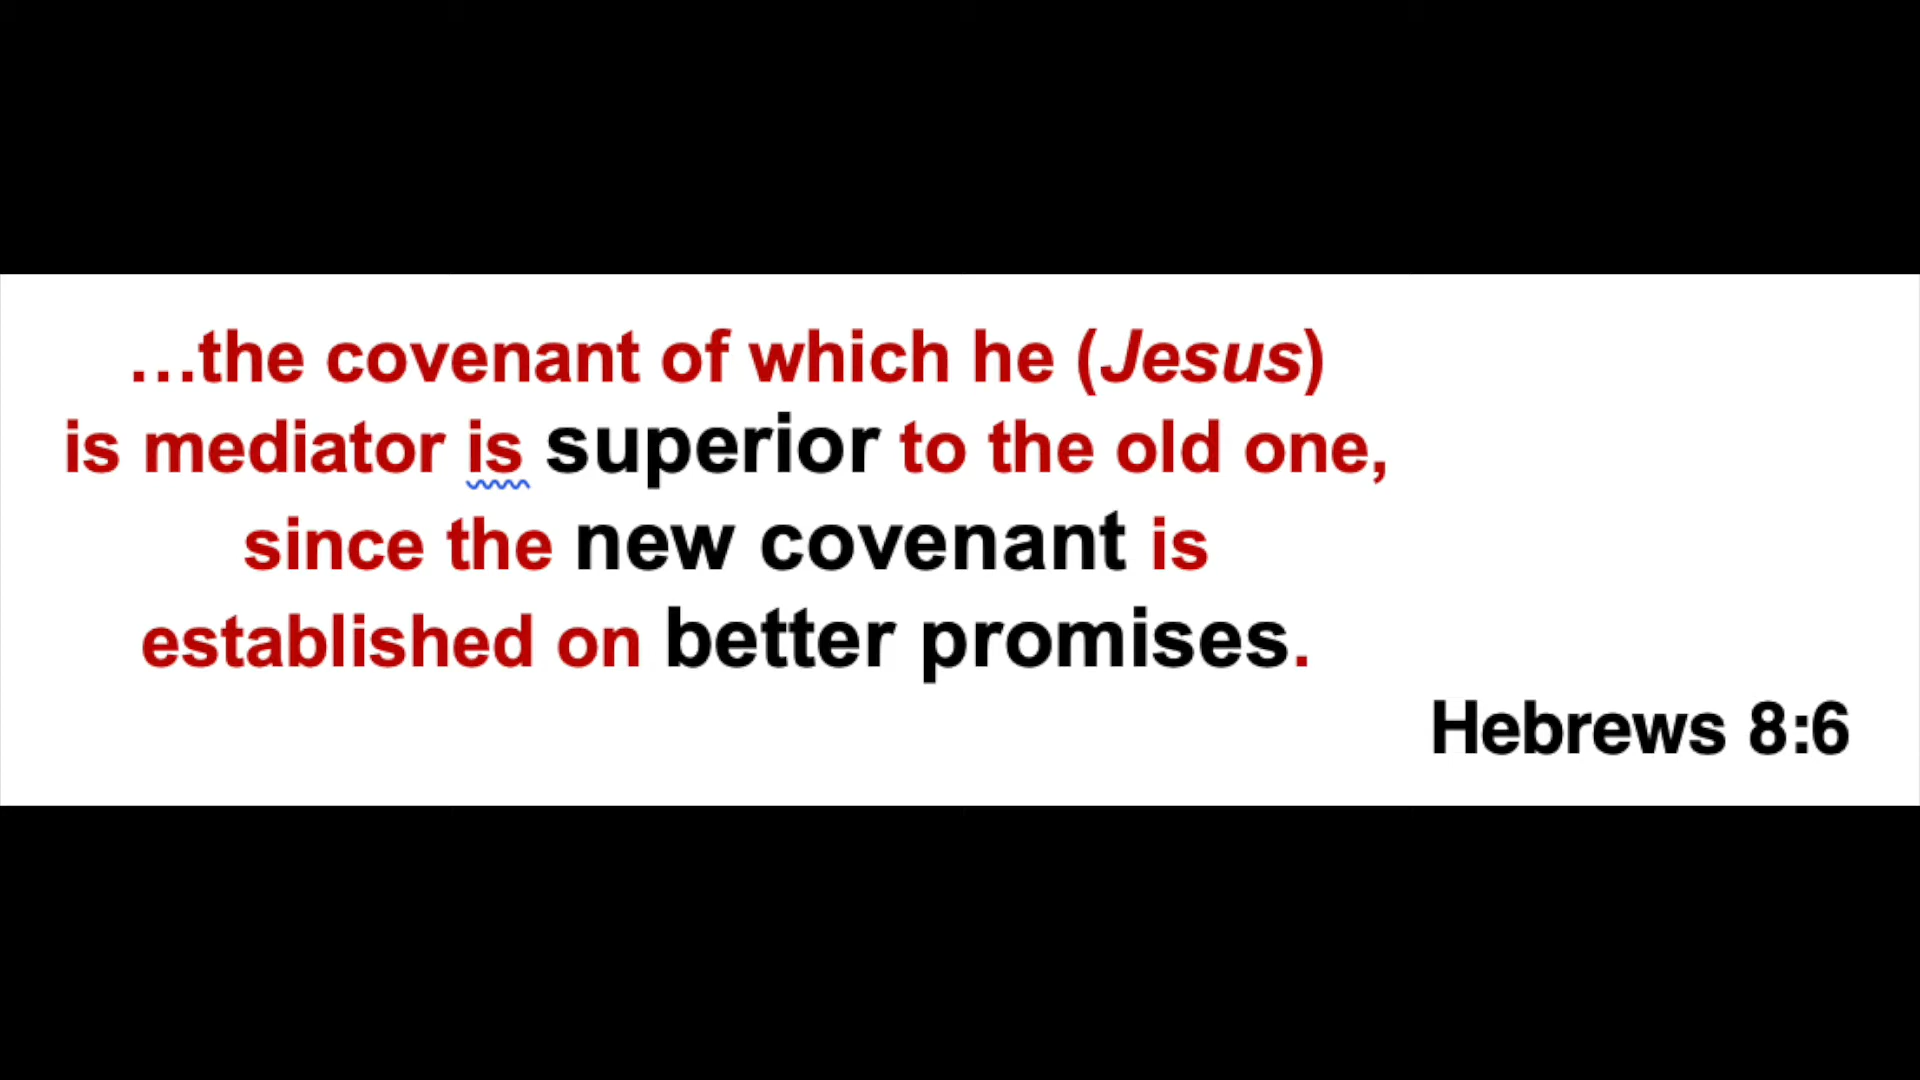 …the covenant of which he (Jesus)
is mediator is superior to the old one,
since the new covenant is
established on better promises.
Hebrews 8:6